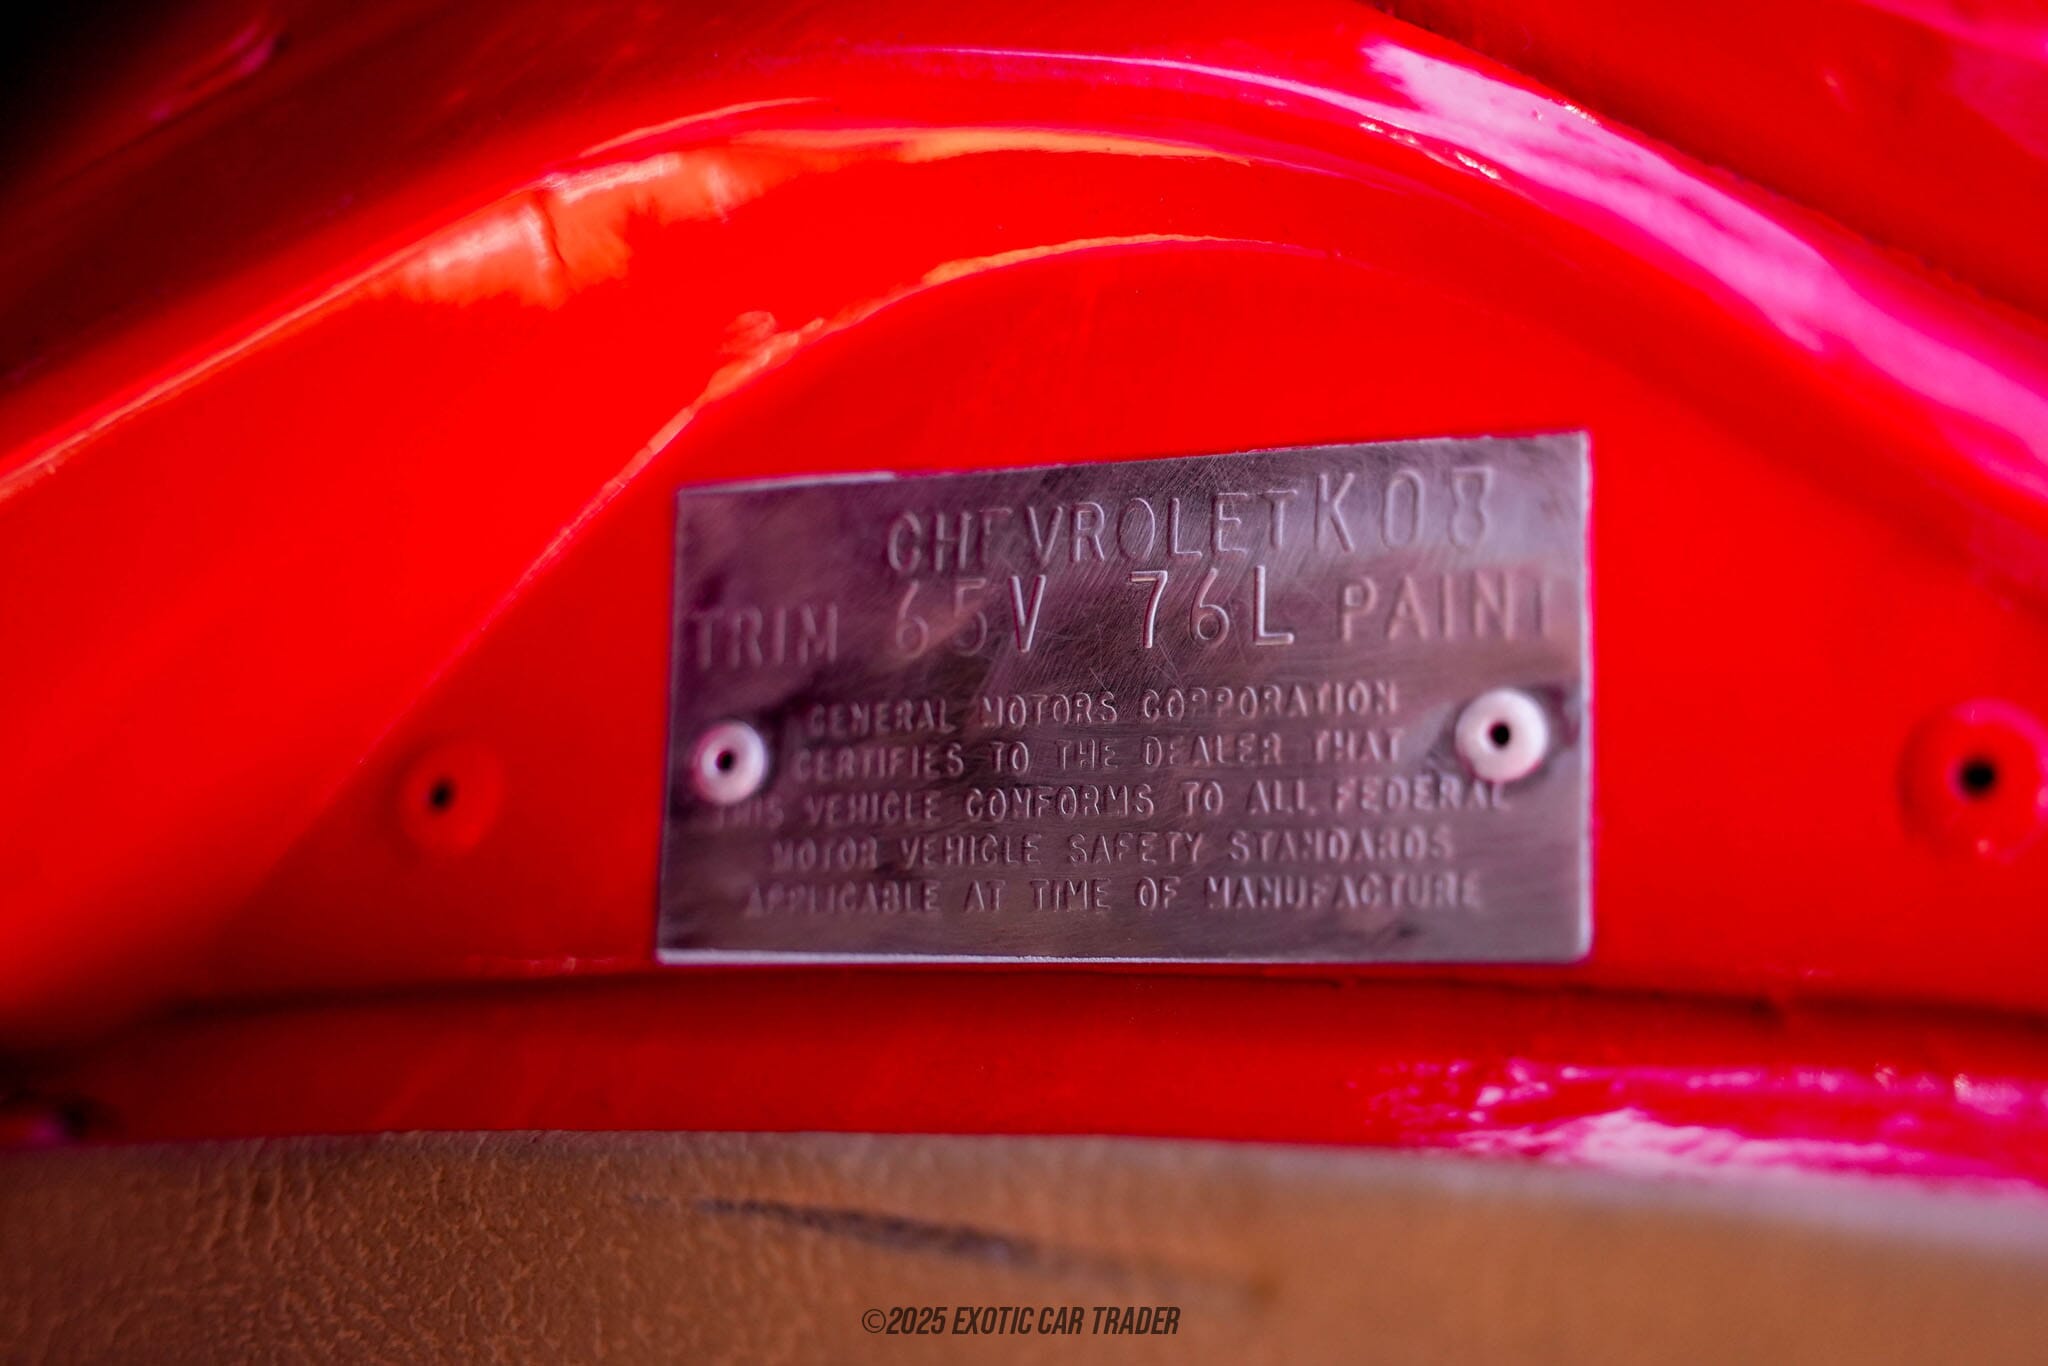 CHEVROLET K08
TRIM 65V 76L PAINT
GENERAL MOTORS CORPORATION
CERTIFIES TO THE DEALER THAT
THIS VEHICLE CONFORMS TO ALL FEDERAL
MOTOR VEHICLE SAFETY STANDARDS
APPLICABLE AT TIME OF MANUFACTURE
©2025 EXOTIC CAR TRADER